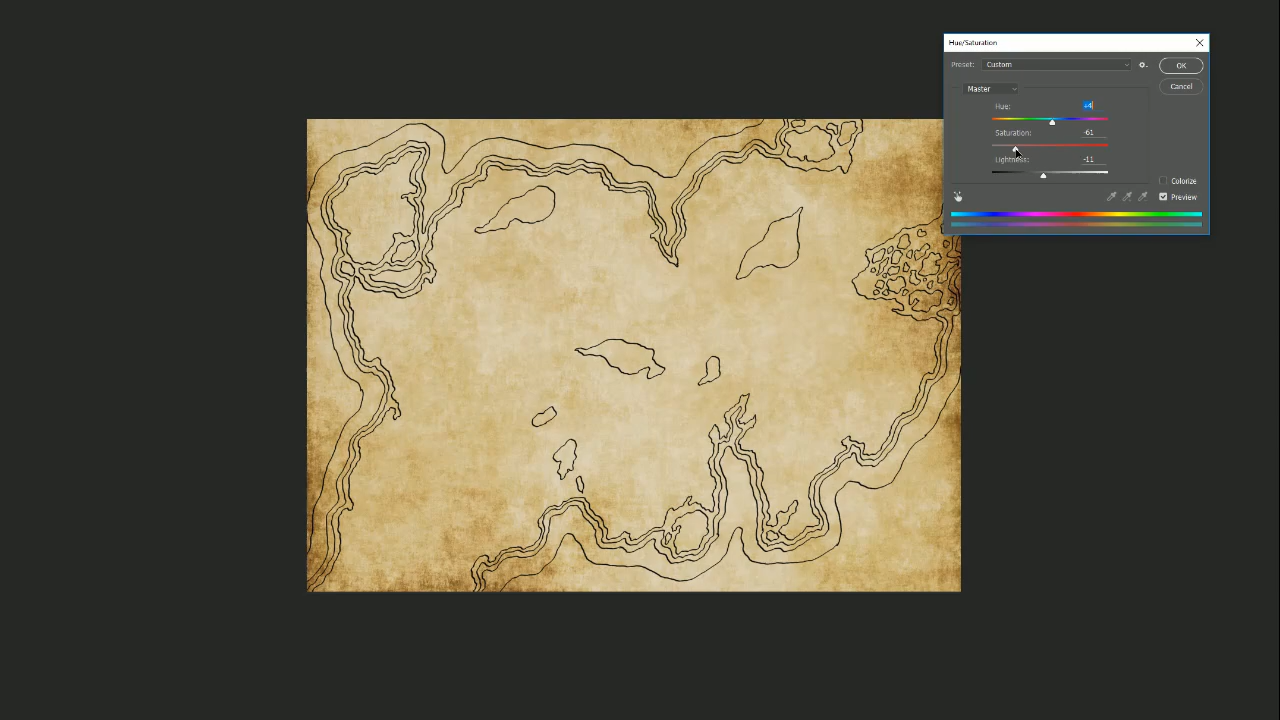 Hue/Saturation
Preset: Custom
OK
Cancel
Master
Hue: +4
Saturation: -61
Lightness: -11
Colorize
Preview